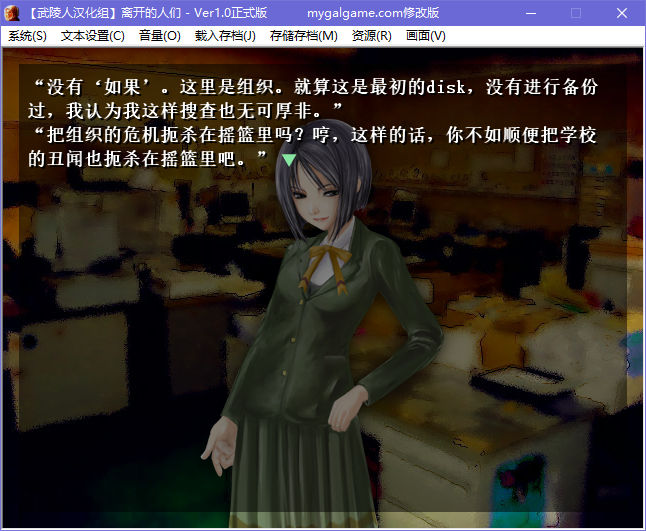 【武陵人汉化组】离开的人们 - Ver1.0正式版 mygalgame.com修改版
系统(S) 文本设置(C) 音量(O) 载入存档(J) 存储存档(M) 资源(R) 画面(V)
“没有‘如果’。这里是组织。就算这是最初的disk，没有进行备份
过，我认为我这样搜查也无可厚非。”
“把组织的危机扼杀在摇篮里吗？哼，这样的话，你不如顺便把学校
的丑闻也扼杀在摇篮里吧。”